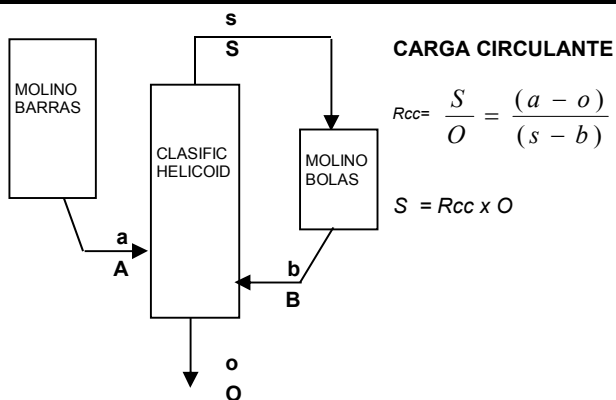 s
S
CARGA CIRCULANTE
MOLINO
BARRAS
Rcc= S / O = (a - o) / (s - b)
CLASIFIC
HELICOID
MOLINO
BOLAS
S = Rcc x O
a
A
b
B
o
O